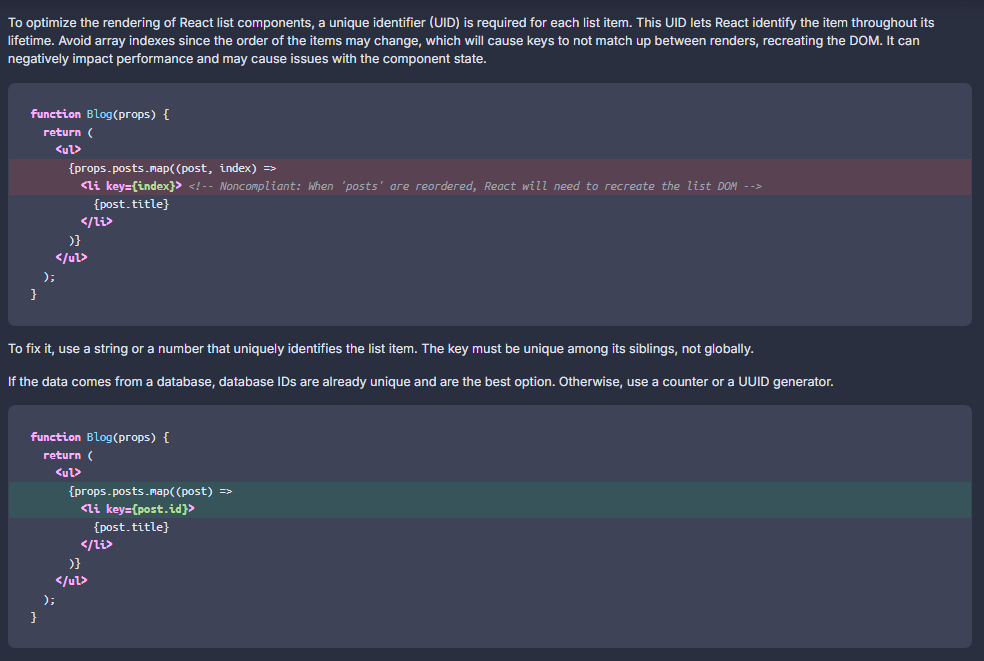 To optimize the rendering of React list components, a unique identifier (UID) is required for each list item. This UID lets React identify the item throughout its
lifetime. Avoid array indexes since the order of the items may change, which will cause keys to not match up between renders, recreating the DOM. It can
negatively impact performance and may cause issues with the component state.
function Blog(props) {
  return (
    <ul>
      {props.posts.map((post, index) =>
        <li key={index}> <!-- Noncompliant: When 'posts' are reordered, React will need to recreate the list DOM -->
          {post.title}
        </li>
      )}
    </ul>
  );
}
To fix it, use a string or a number that uniquely identifies the list item. The key must be unique among its siblings, not globally.
If the data comes from a database, database IDs are already unique and are the best option. Otherwise, use a counter or a UUID generator.
function Blog(props) {
  return (
    <ul>
      {props.posts.map((post) =>
        <li key={post.id}>
          {post.title}
        </li>
      )}
    </ul>
  );
}